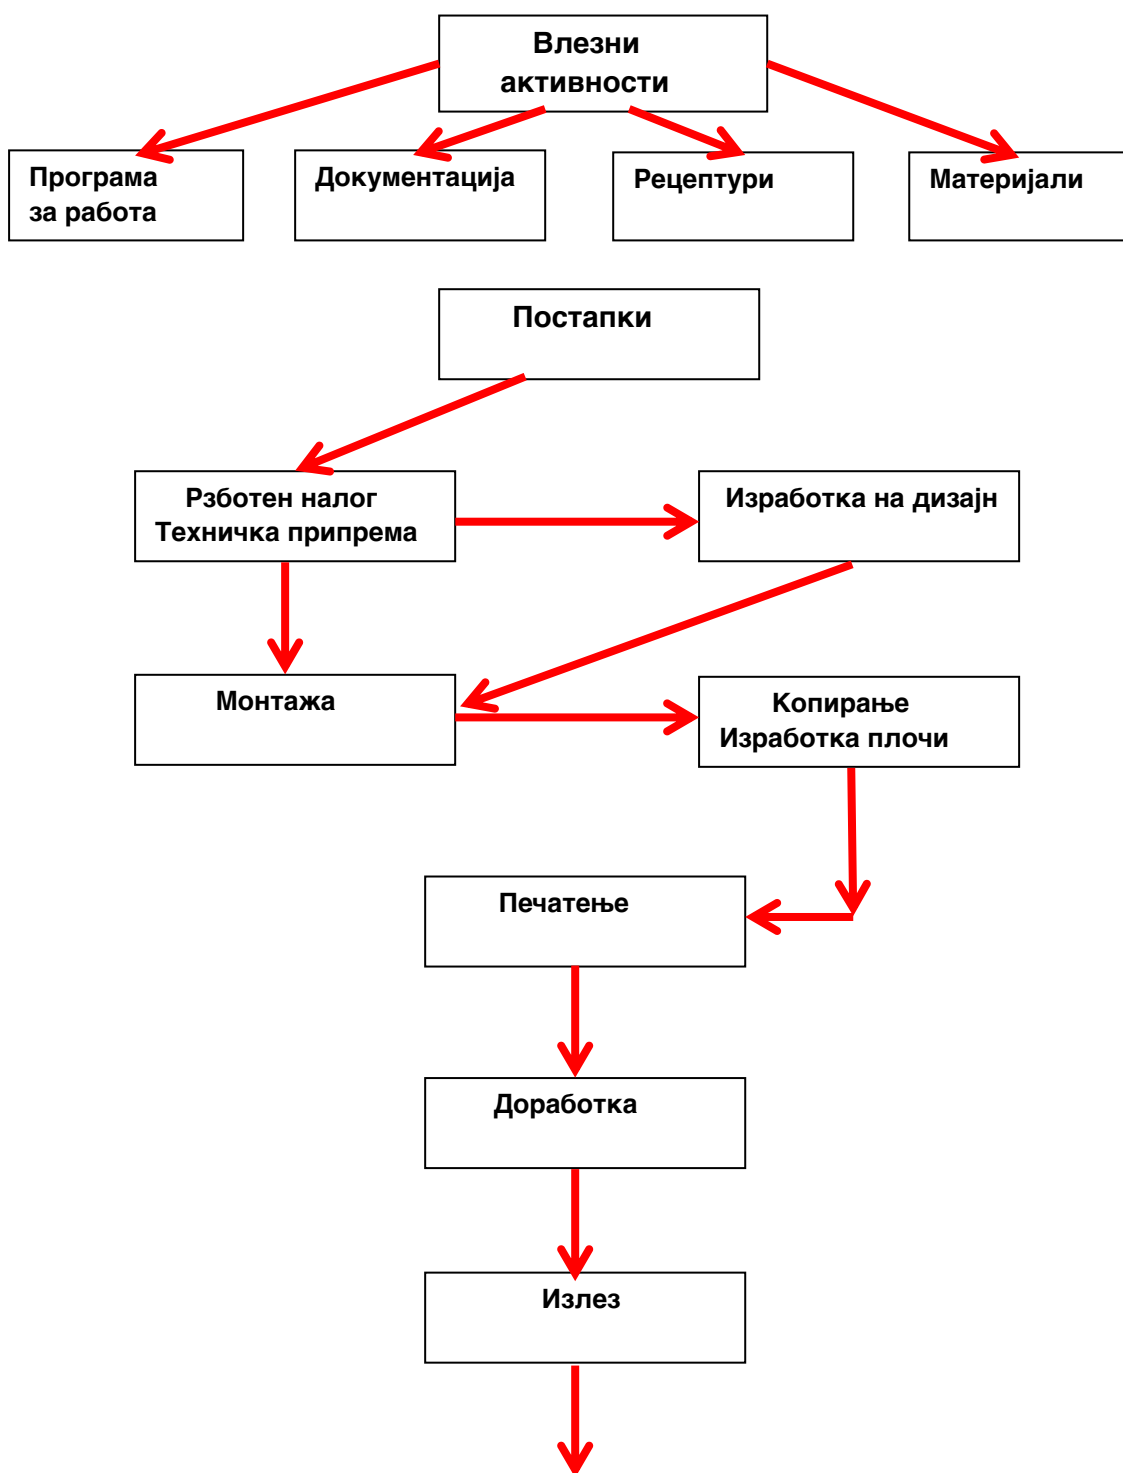 Влезни
активности
Програма
за работа
Документација
Рецептури
Материјали
Постапки
Рзботен налог
Техничка припрема
Изработка на дизајн
Монтажа
Копирање
Изработка плочи
Печатење
Доработка
Излез